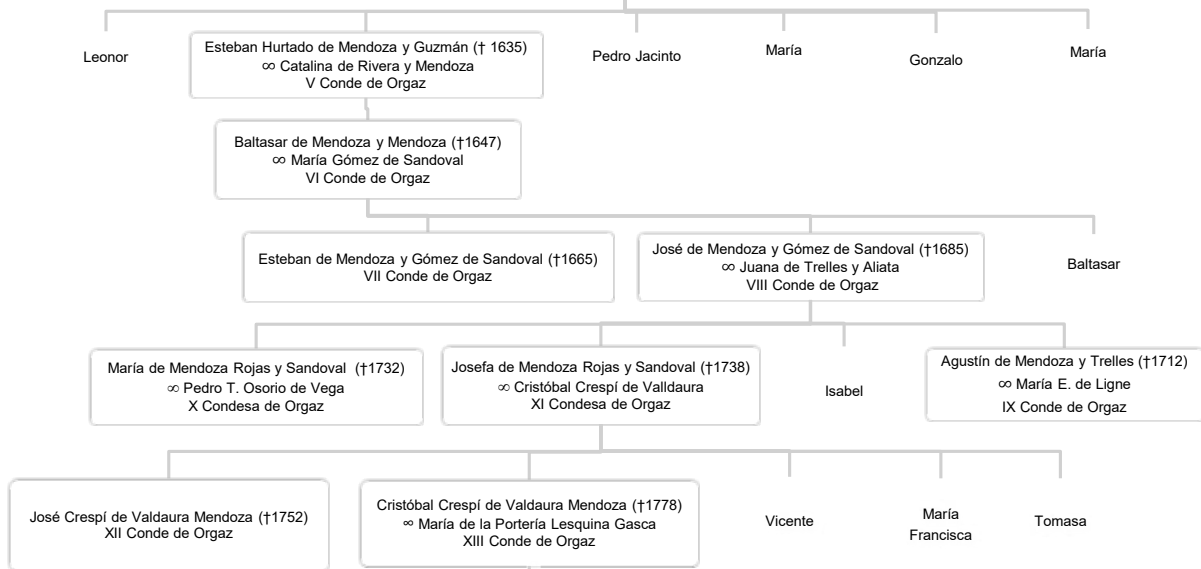 Leonor
Esteban Hurtado de Mendoza y Guzmán († 1635)
∞ Catalina de Rivera y Mendoza
V Conde de Orgaz
Pedro Jacinto
María
Gonzalo
María
Baltasar de Mendoza y Mendoza (†1647)
∞ María Gómez de Sandoval
VI Conde de Orgaz
Esteban de Mendoza y Gómez de Sandoval (†1665)
VII Conde de Orgaz
José de Mendoza y Gómez de Sandoval (†1685)
∞ Juana de Trelles y Aliata
VIII Conde de Orgaz
Baltasar
María de Mendoza Rojas y Sandoval (†1732)
∞ Pedro T. Osorio de Vega
X Condesa de Orgaz
Josefa de Mendoza Rojas y Sandoval (†1738)
∞ Cristóbal Crespí de Valldaura
XI Condesa de Orgaz
Isabel
Agustín de Mendoza y Trelles (†1712)
∞ María E. de Ligne
IX Conde de Orgaz
José Crespí de Valdaura Mendoza (†1752)
XII Conde de Orgaz
Cristóbal Crespí de Valdaura Mendoza (†1778)
∞ María de la Portería Lesquina Gasca
XIII Conde de Orgaz
Vicente
María
Francisca
Tomasa